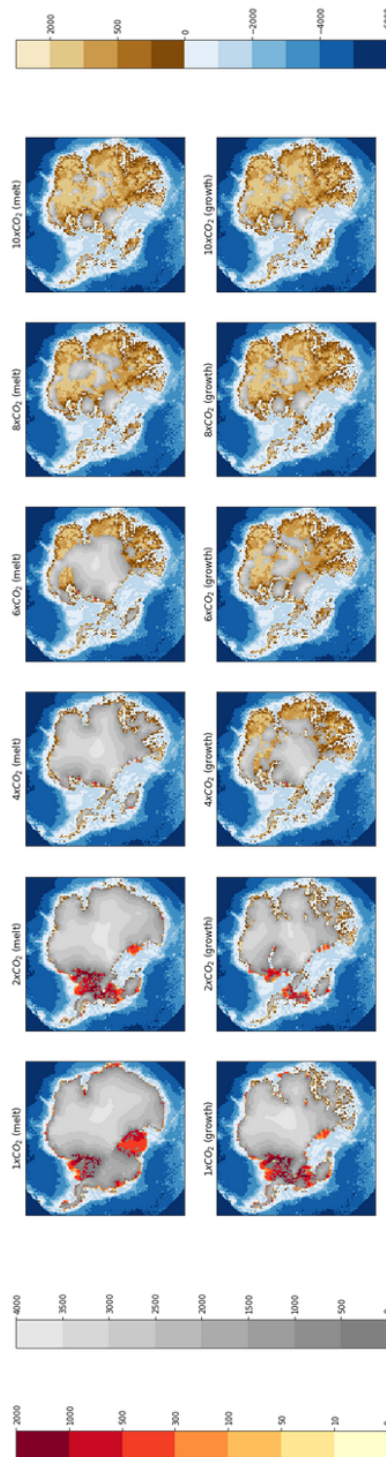 2000
1000
500
300
100
50
10
0
4000
3500
3000
2500
2000
1500
1000
500
0
1xCO₂ (melt)
2xCO₂ (melt)
4xCO₂ (melt)
6xCO₂ (melt)
8xCO₂ (melt)
10xCO₂ (melt)
1xCO₂ (growth)
2xCO₂ (growth)
4xCO₂ (growth)
6xCO₂ (growth)
8xCO₂ (growth)
10xCO₂ (growth)
2000
500
0
−2000
−4000